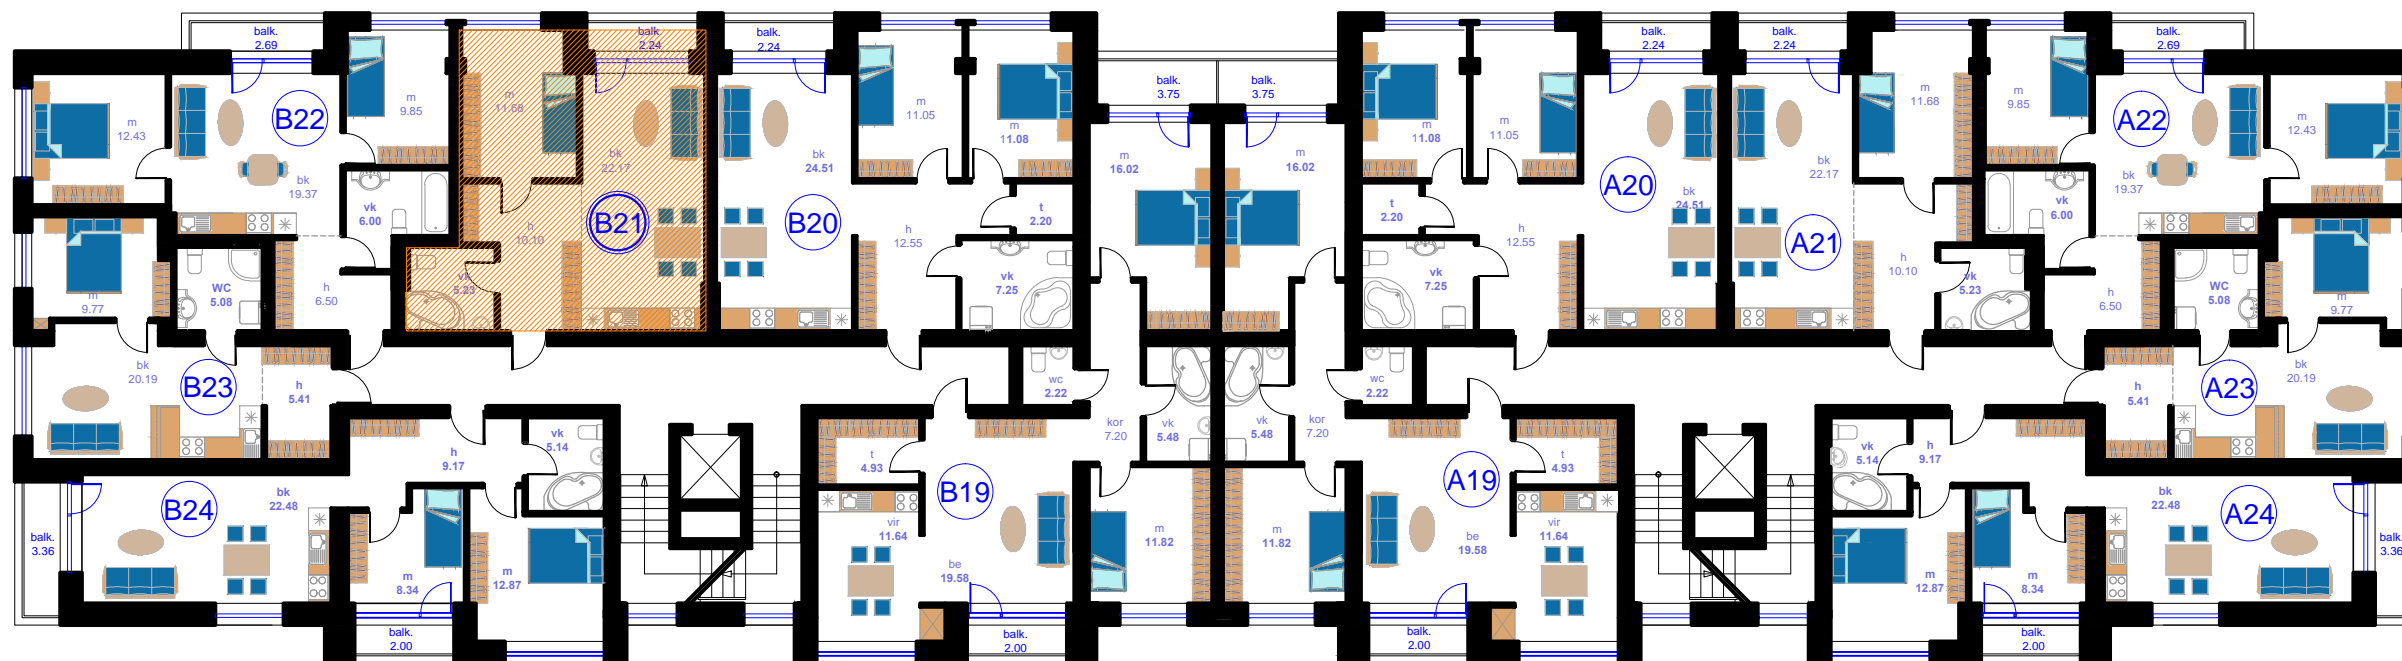 balk.
2.69
B22
m
12.43
bk
19.37
m
9.85
vk
6.00
h
6.50
m
9.77
WC
5.08
bk
20.19
B23
h
5.41
m
11.68
balk.
2.24
bk
22.17
B21
h
10.10
vk
5.23
balk.
2.24
bk
24.51
B20
m
11.05
m
11.08
t
2.20
h
12.55
vk
7.25
balk.
3.75
m
16.02
wc
2.22
kor
7.20
vk
5.48
m
11.82
t
4.93
B19
vir
11.64
be
19.58
balk.
2.00
h
9.17
vk
5.14
bk
22.48
B24
balk.
3.36
m
8.34
m
12.87
balk.
2.00
balk.
3.75
m
16.02
m
11.08
m
11.05
balk.
2.24
A20
bk
24.51
t
2.20
h
12.55
vk
7.25
wc
2.22
kor
7.20
vk
5.48
m
11.82
A19
t
4.93
vir
11.64
be
19.58
balk.
2.00
balk.
2.24
m
11.68
bk
22.17
A21
h
10.10
vk
5.23
balk.
2.69
m
9.85
A22
m
12.43
bk
19.37
vk
6.00
h
6.50
WC
5.08
m
9.77
bk
20.19
A23
h
5.41
vk
5.14
h
9.17
bk
22.48
A24
balk.
3.36
m
12.87
m
8.34
balk.
2.00